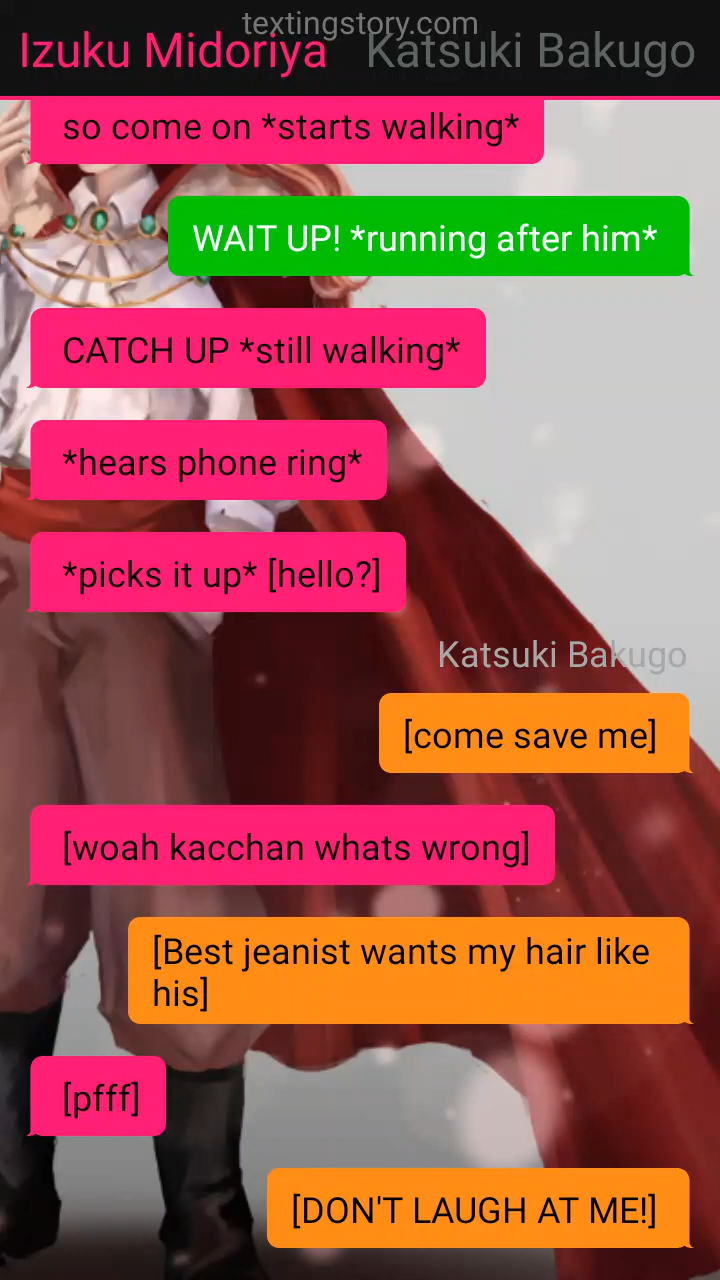 textingstory.com
Izuku Midoriya Katsuki Bakugo
so come on *starts walking*
WAIT UP! *running after him*
CATCH UP *still walking*
*hears phone ring*
*picks it up* [hello?]
Katsuki Bakugo
[come save me]
[woah kacchan whats wrong]
[Best jeanist wants my hair like
his]
[pfff]
[DON'T LAUGH AT ME!]